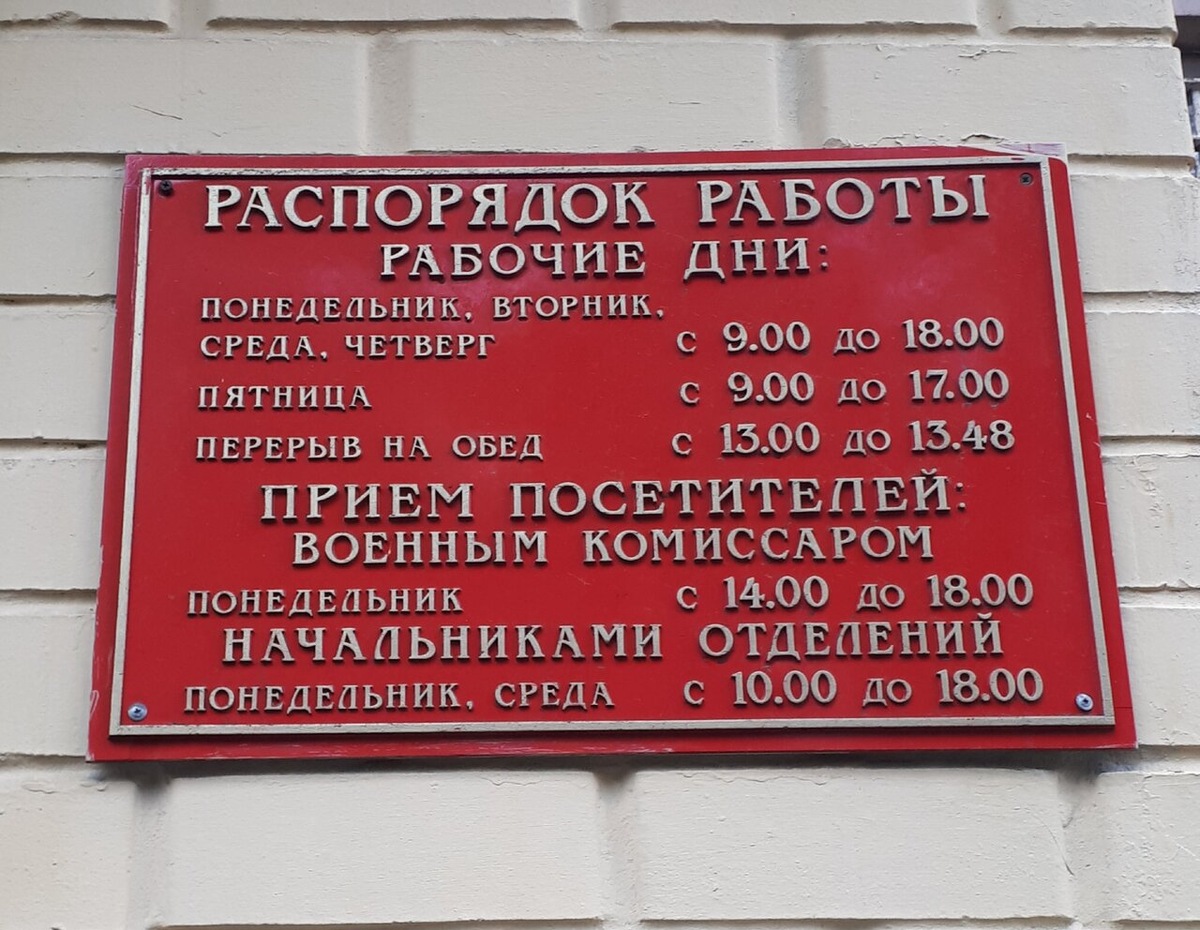 РАСПОРЯДОК РАБОТЫ
РАБОЧИЕ ДНИ:
ПОНЕДЕЛЬНИК, ВТОРНИК,
СРЕДА, ЧЕТВЕРГ С 9.00 ДО 18.00
ПЯТНИЦА С 9.00 ДО 17.00
ПЕРЕРЫВ НА ОБЕД С 13.00 ДО 13.48
ПРИЕМ ПОСЕТИТЕЛЕЙ:
ВОЕННЫМ КОМИССАРОМ
ПОНЕДЕЛЬНИК С 14.00 ДО 18.00
НАЧАЛЬНИКАМИ ОТДЕЛЕНИЙ
ПОНЕДЕЛЬНИК, СРЕДА С 10.00 ДО 18.00